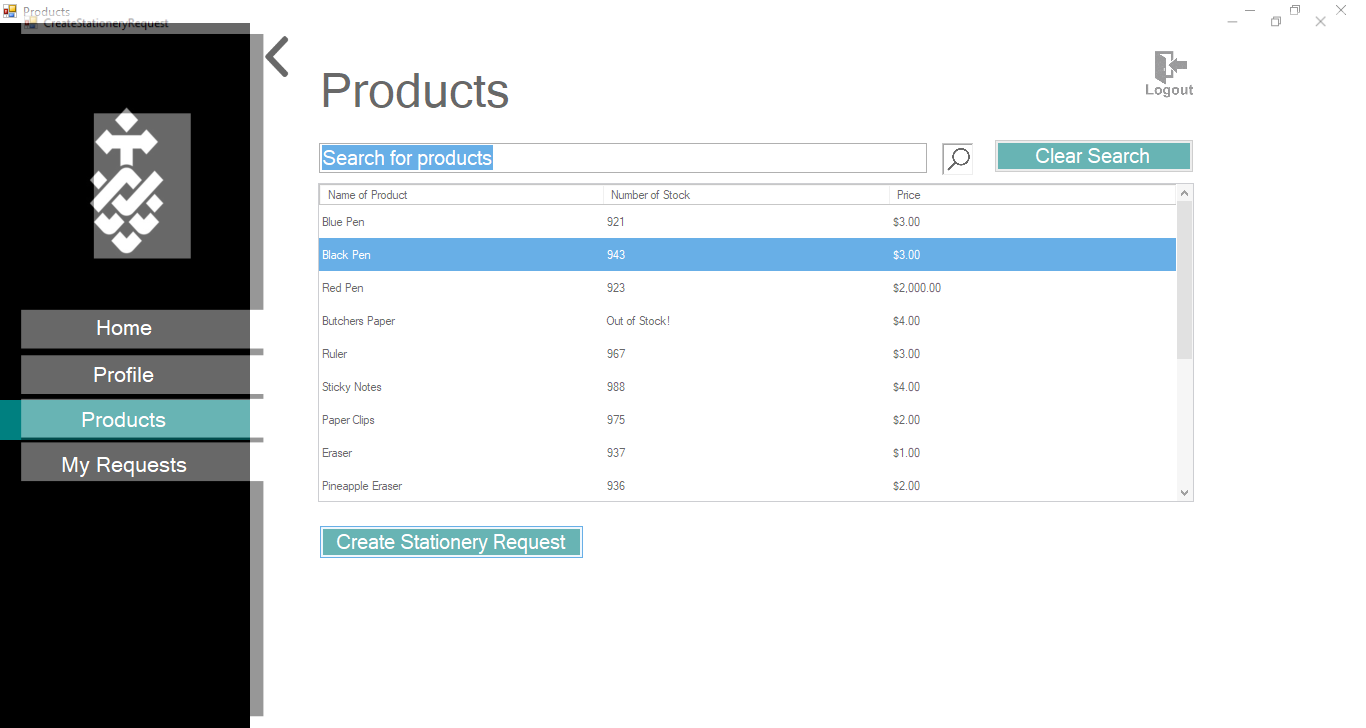 Products
CreateStationeryRequest
Products
Logout
Search for products
Clear Search
Name of Product Number of Stock Price
Blue Pen 921 $3.00
Black Pen 943 $3.00
Red Pen 923 $2,000.00
Butchers Paper Out of Stock! $4.00
Ruler 967 $3.00
Sticky Notes 988 $4.00
Paper Clips 975 $2.00
Eraser 937 $1.00
Pineapple Eraser 936 $2.00
Home
Profile
Products
My Requests
Create Stationery Request